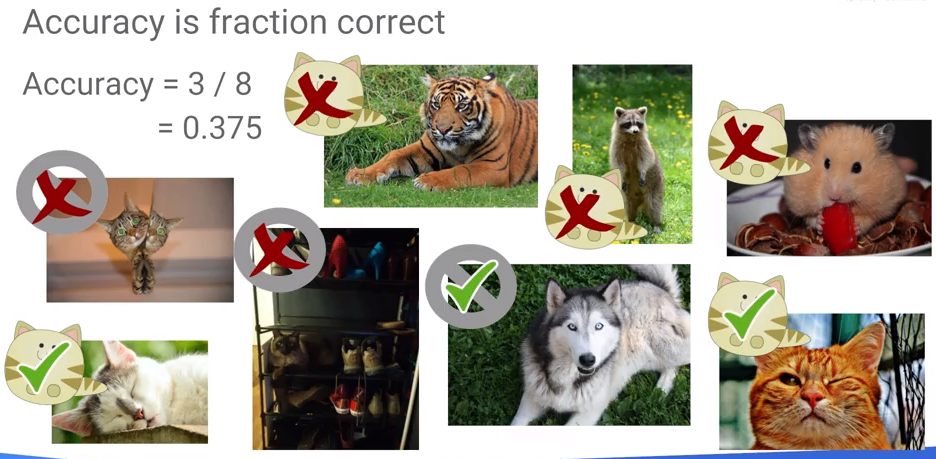 Accuracy is fraction correct
Accuracy = 3 / 8
= 0.375